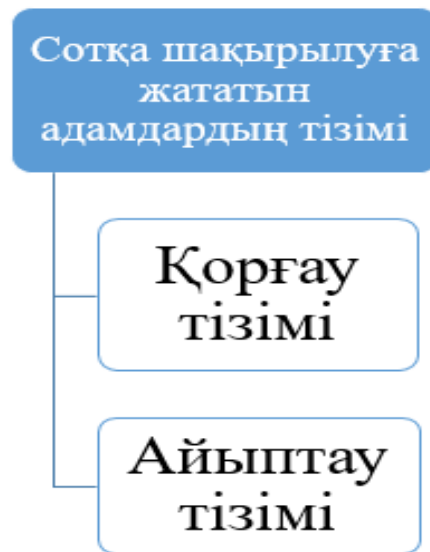 Сотқа шақырылуға
жататын
адамдардың тізімі
Қорғау
тізімі
Айыптау
тізімі